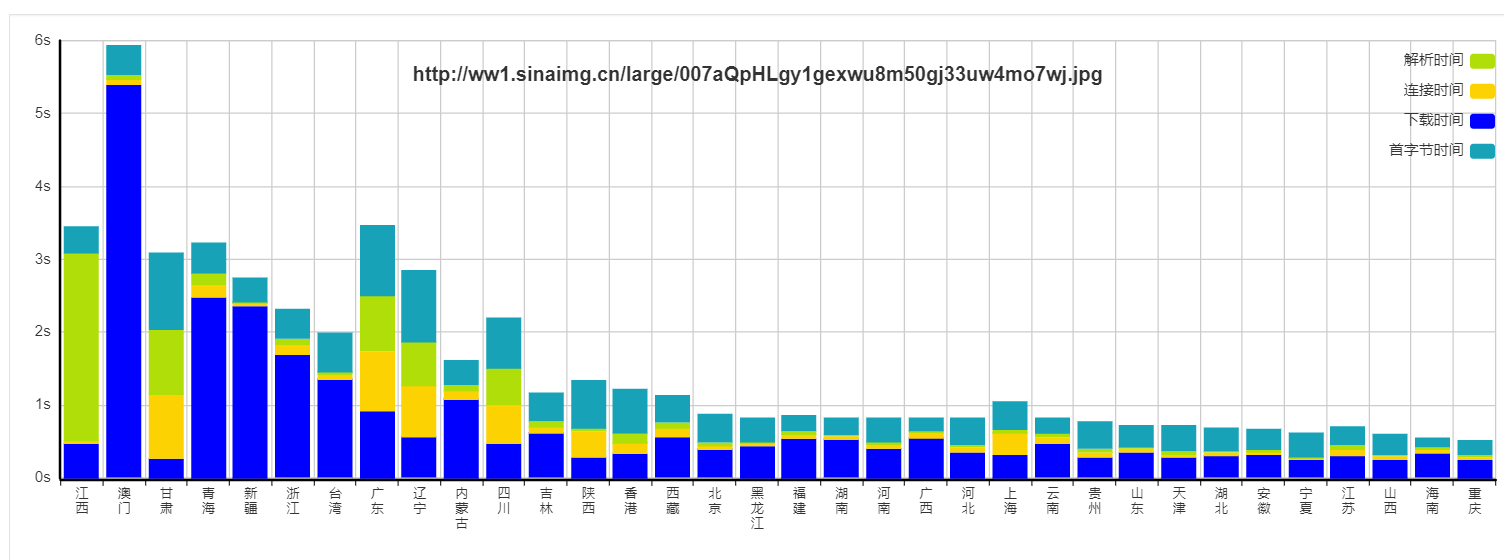 http://ww1.sinaimg.cn/large/007aQpHLgy1gexwu8m50gj33uw4mo7wj.jpg
解析时间
连接时间
下载时间
首字节时间
6s
5s
4s
3s
2s
1s
0s
江西
澳门
甘肃
青海
新疆
浙江
台湾
广东
辽宁
内蒙古
四川
吉林
陕西
香港
西藏
北京
黑龙江
福建
湖南
河南
广西
河北
上海
云南
贵州
山东
天津
湖北
安徽
宁夏
江苏
山西
海南
重庆